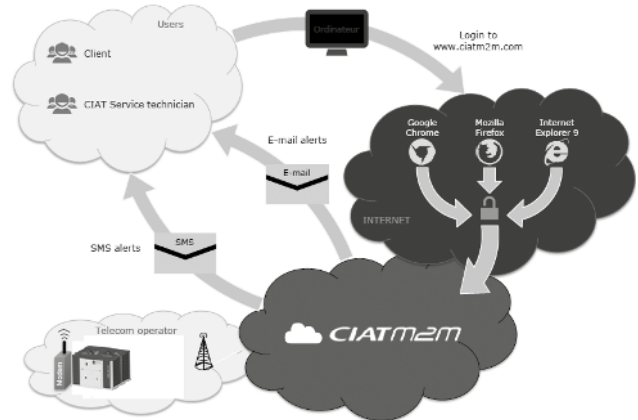 Users
Client
CIAT Service technician
Ordinateur
Login to
www.ciatm2m.com
Google
Chrome
Mozilla
Firefox
Internet
Explorer 9
INTERNET
E-mail alerts
E-mail
SMS alerts
SMS
CIATM2M
Telecom operator
Modem